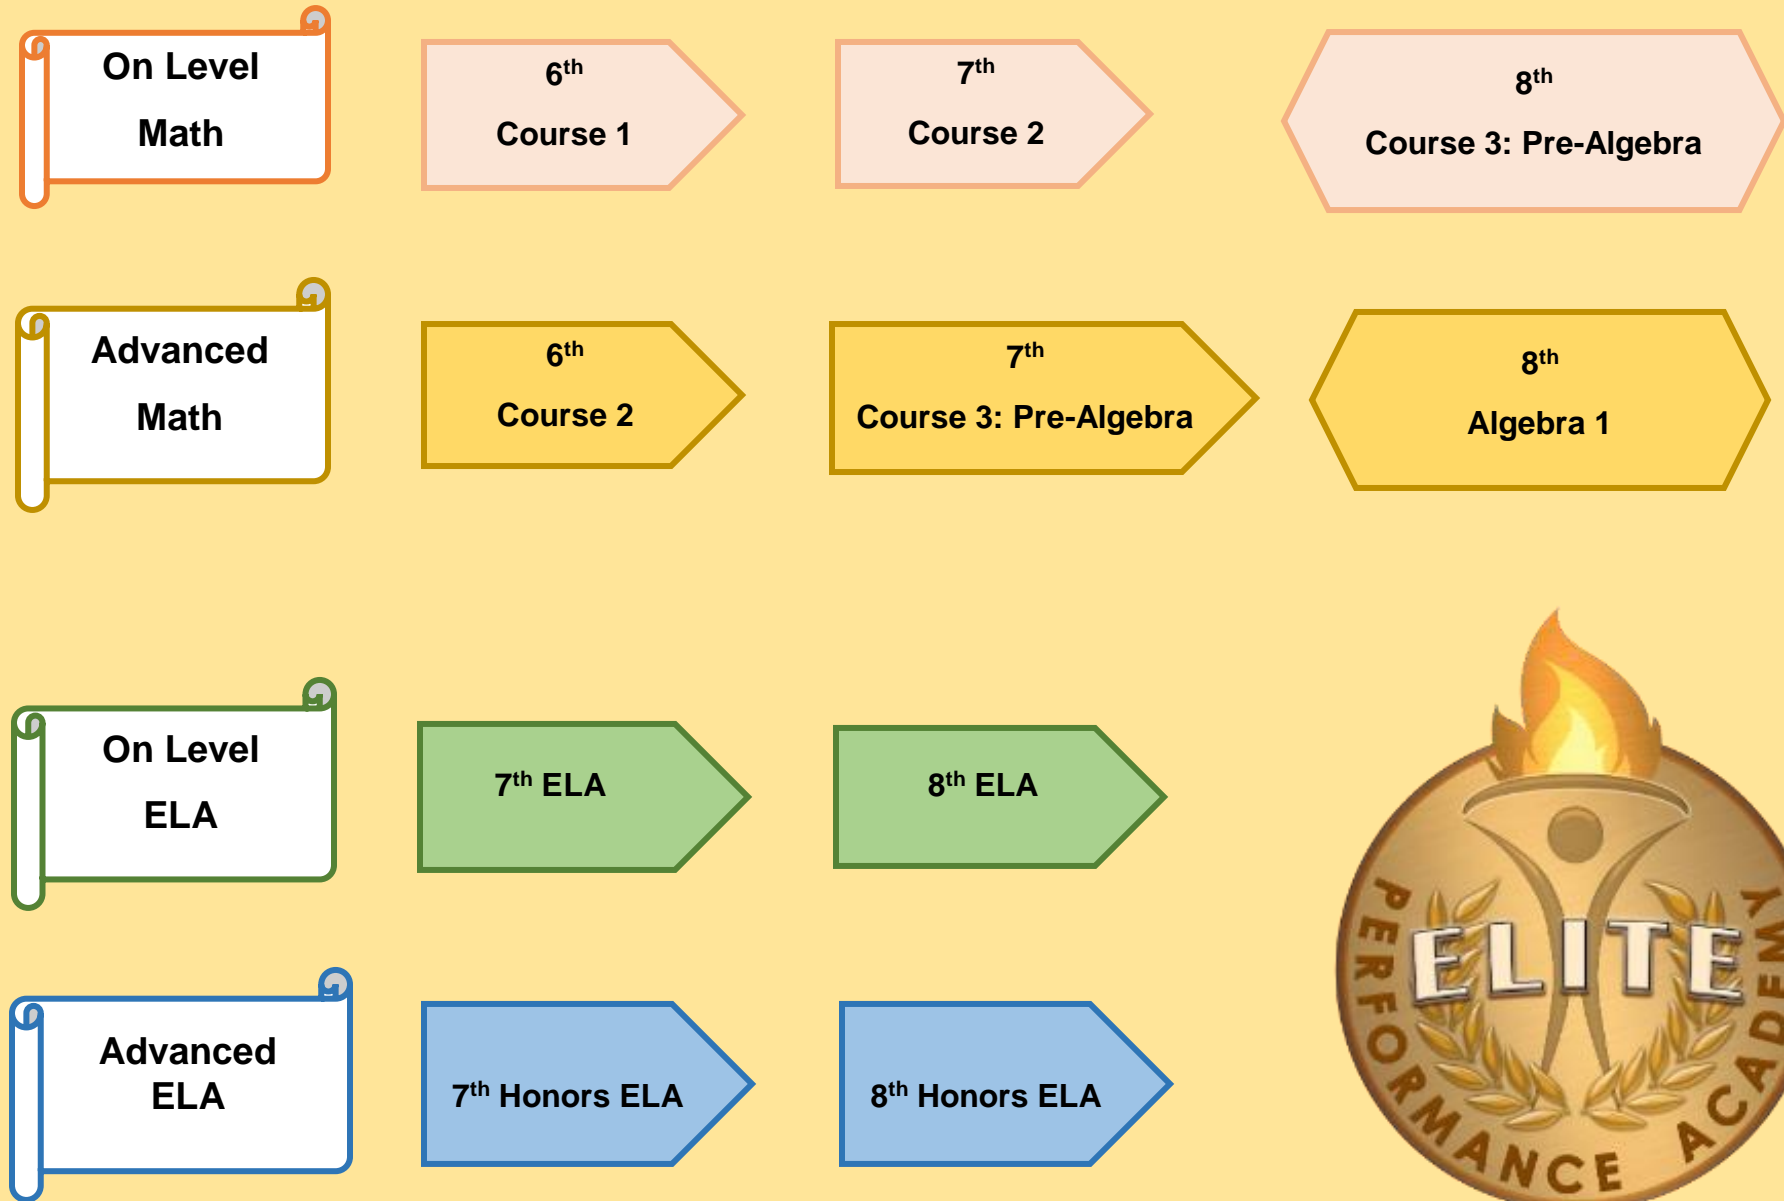 On Level
Math
6th
Course 1
7th
Course 2
8th
Course 3: Pre-Algebra
Advanced
Math
6th
Course 2
7th
Course 3: Pre-Algebra
8th
Algebra 1
On Level
ELA
7th ELA
8th ELA
Advanced
ELA
7th Honors ELA
8th Honors ELA
ELITE
PERFORMANCE ACADEMY